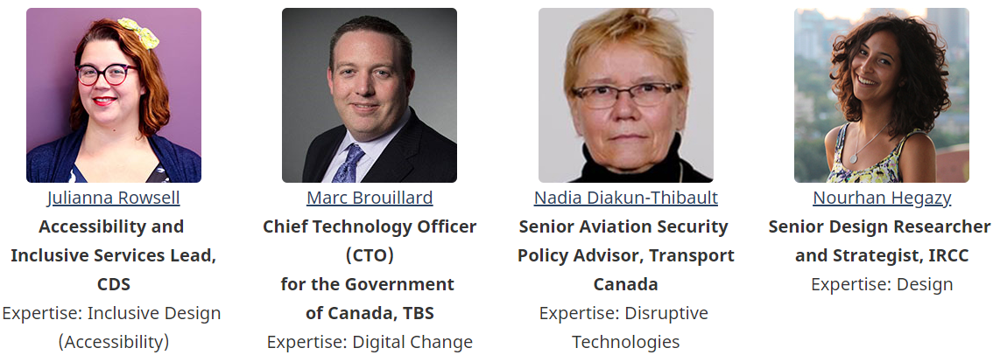 Julianna Rowsell
Accessibility and
Inclusive Services Lead,
CDS
Expertise: Inclusive Design
(Accessibility)
Marc Brouillard
Chief Technology Officer
(CTO)
for the Government
of Canada, TBS
Expertise: Digital Change
Nadia Diakun-Thibault
Senior Aviation Security
Policy Advisor, Transport
Canada
Expertise: Disruptive
Technologies
Nourhan Hegazy
Senior Design Researcher
and Strategist, IRCC
Expertise: Design